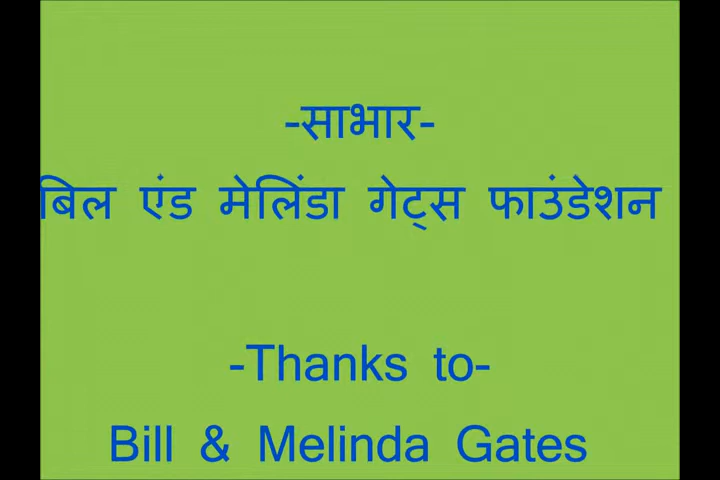 -साभार-
बिल एंड मेलिंडा गेट्स फाउंडेशन
-Thanks to-
Bill & Melinda Gates